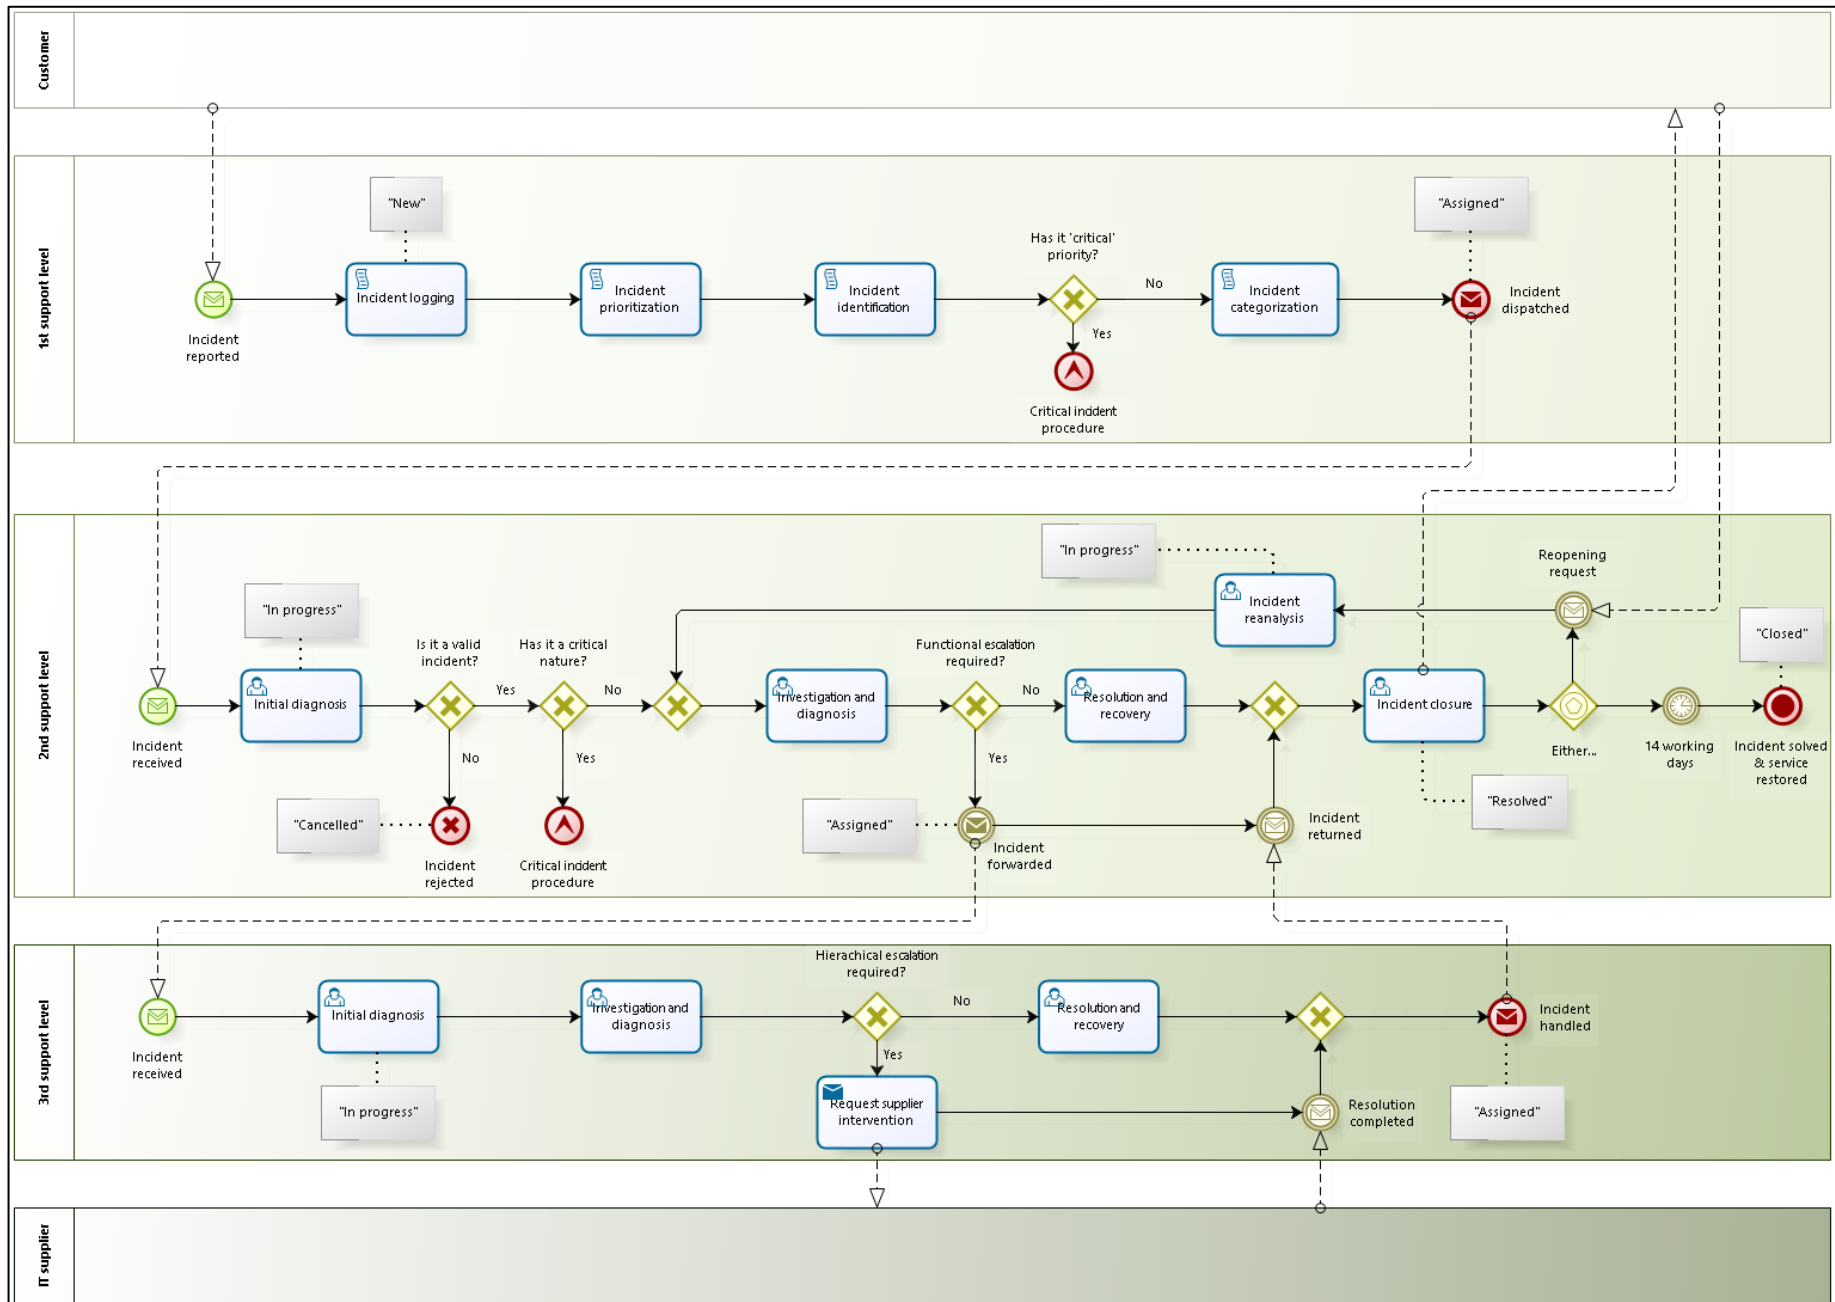 Customer
1st support level
"New"
"Assigned"
Has it 'critical'
priority?
Incident logging
Incident
prioritization
Incident
identification
No
Incident
categorization
Incident
dispatched
Incident
reported
Yes
Critical incident
procedure
2nd support level
"In progress"
Reopening
request
"In progress"
Incident
reanalysis
"Closed"
Is it a valid
incident?
Has it a critical
nature?
Functional escalation
required?
Initial diagnosis
Yes
No
Investigation and
diagnosis
No
Resolution and
recovery
Incident closure
Incident
received
No
Yes
Yes
Either...
14 working
days
Incident solved
& service
restored
"Cancelled"
"Assigned"
"Resolved"
Incident
rejected
Critical incident
procedure
Incident
forwarded
Incident
returned
3rd support level
Hierachical escalation
required?
Initial diagnosis
Investigation and
diagnosis
No
Resolution and
recovery
Incident
handled
Incident
received
Yes
"In progress"
Request supplier
intervention
Resolution
completed
"Assigned"
IT supplier